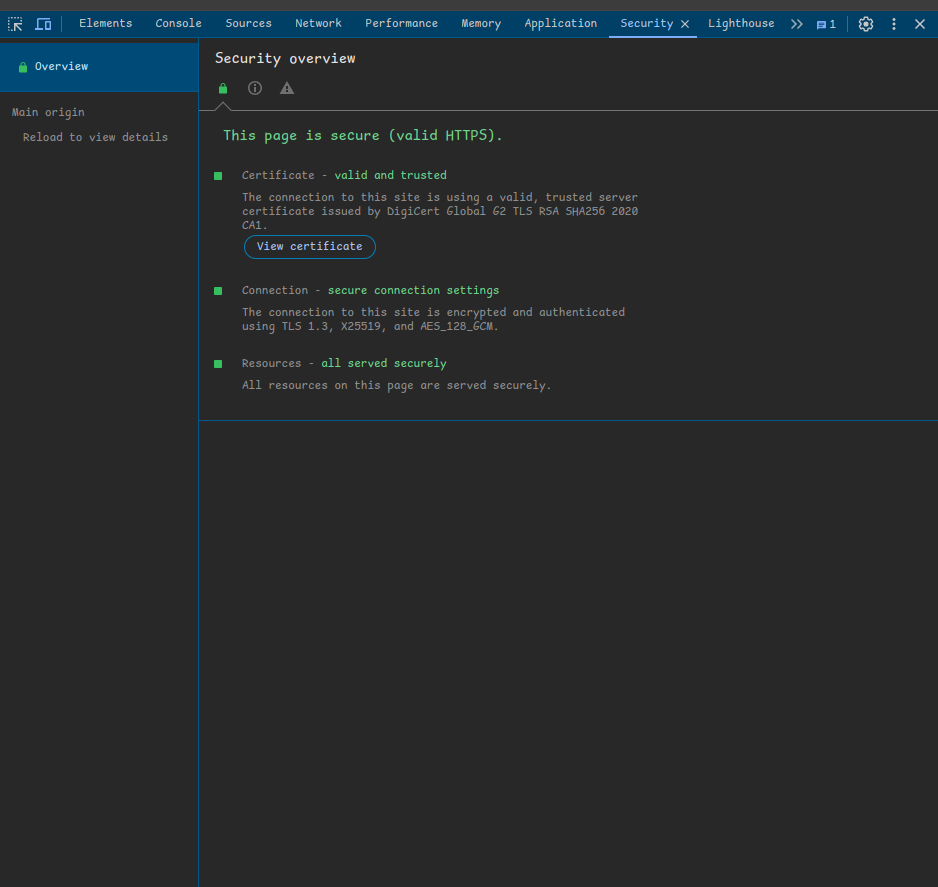 Elements Console Sources Network Performance Memory Application Security Lighthouse 1
Overview
Main origin
Reload to view details
Security overview
This page is secure (valid HTTPS).
Certificate - valid and trusted
The connection to this site is using a valid, trusted server
certificate issued by DigiCert Global G2 TLS RSA SHA256 2020
CA1.
View certificate
Connection - secure connection settings
The connection to this site is encrypted and authenticated
using TLS 1.3, X25519, and AES_128_GCM.
Resources - all served securely
All resources on this page are served securely.